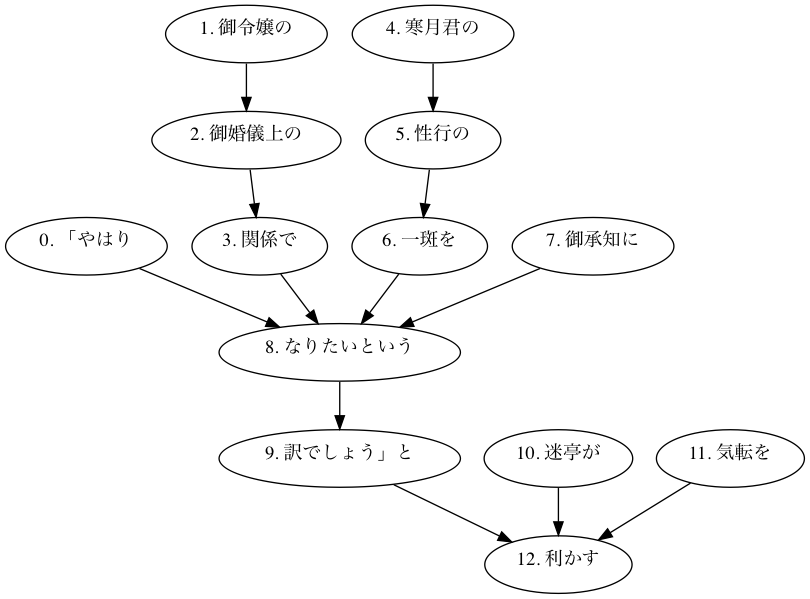 1. 御令嬢の
4. 寒月君の
2. 御婚儀上の
5. 性行の
0. 「やはり
3. 関係で
6. 一斑を
7. 御承知に
8. なりたいという
9. 訳でしょう」と
10. 迷亭が
11. 気転を
12. 利かす